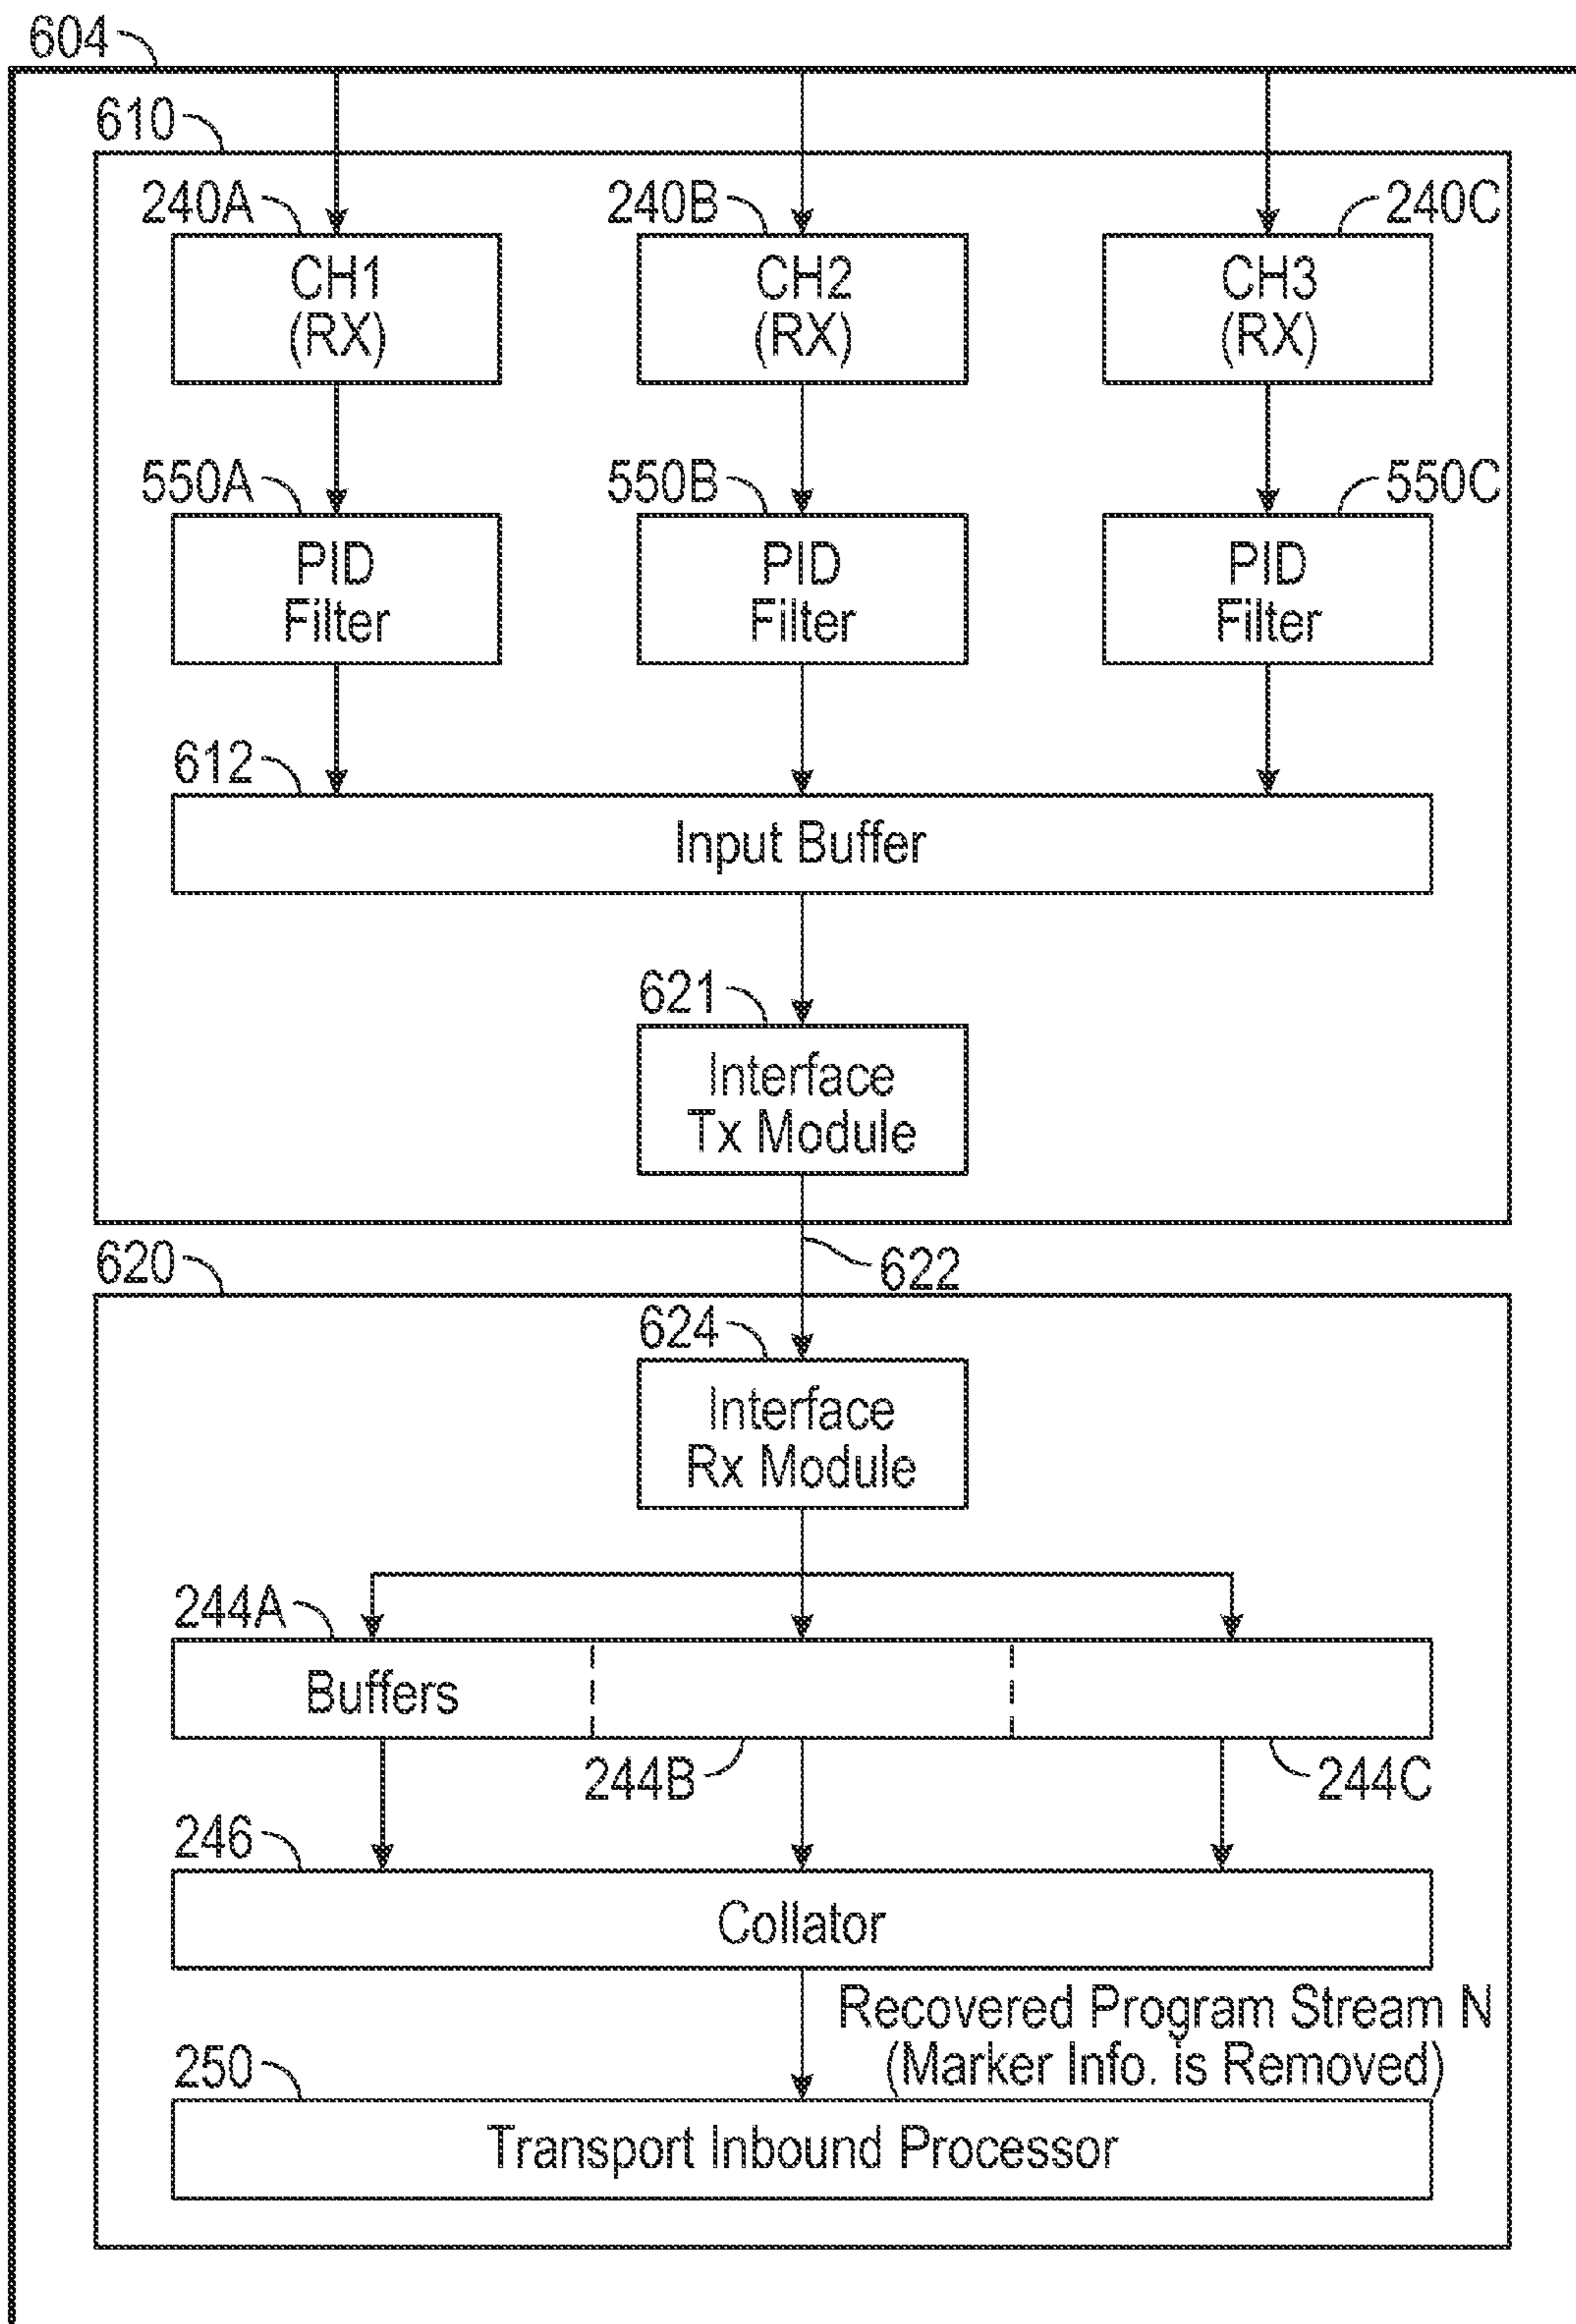 604
610
240A
240B
240C
CH1
(RX)
CH2
(RX)
CH3
(RX)
550A
550B
550C
PID
Filter
PID
Filter
PID
Filter
612
Input Buffer
621
Interface
Tx Module
622
620
624
Interface
Rx Module
244A
Buffers
244B
244C
246
Collator
Recovered Program Stream N
(Marker Info. is Removed)
250
Transport Inbound Processor